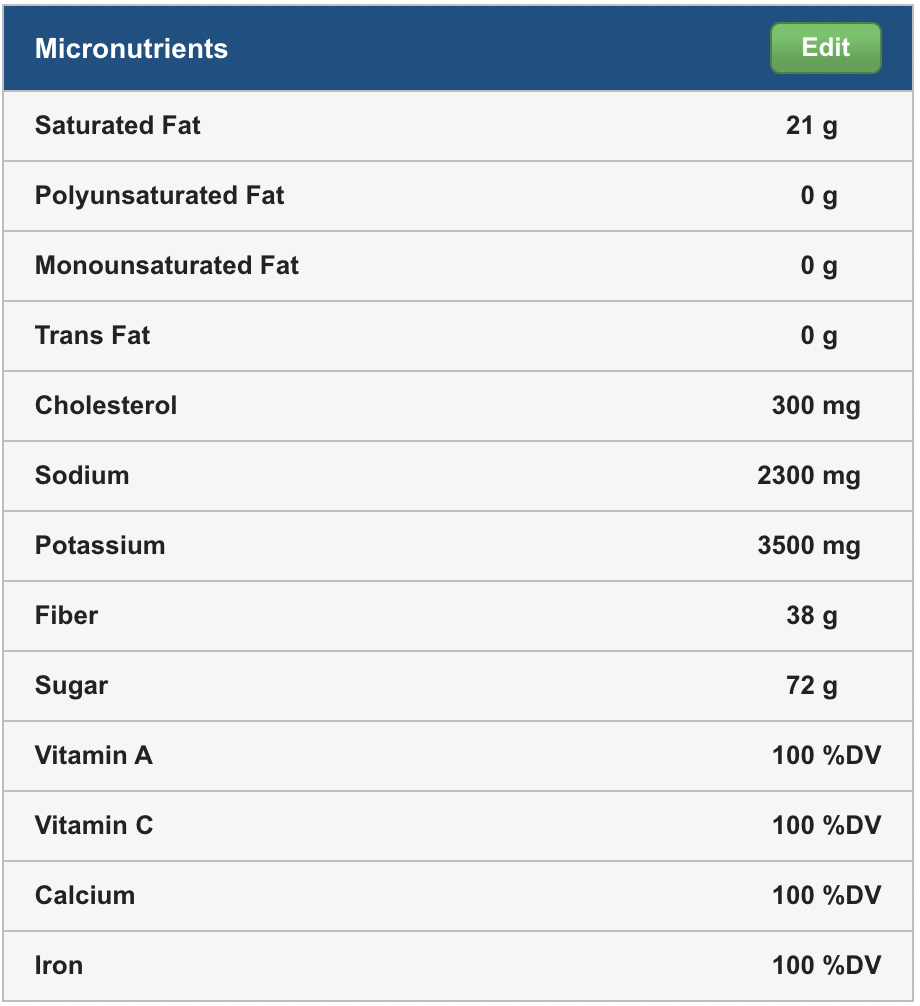 Micronutrients Edit
Saturated Fat 21 g
Polyunsaturated Fat 0 g
Monounsaturated Fat 0 g
Trans Fat 0 g
Cholesterol 300 mg
Sodium 2300 mg
Potassium 3500 mg
Fiber 38 g
Sugar 72 g
Vitamin A 100 %DV
Vitamin C 100 %DV
Calcium 100 %DV
Iron 100 %DV